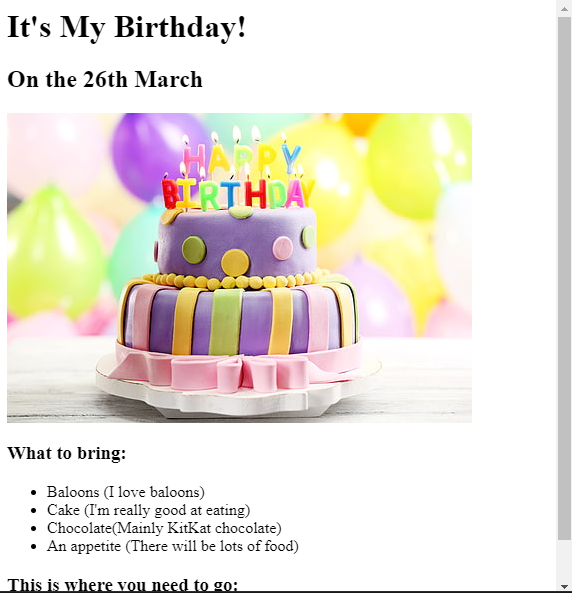 It's My Birthday!
On the 26th March
HAPPY
BIRTHDAY
What to bring:
Baloons (I love baloons)
Cake (I'm really good at eating)
Chocolate(Mainly KitKat chocolate)
An appetite (There will be lots of food)
This is where you need to go: